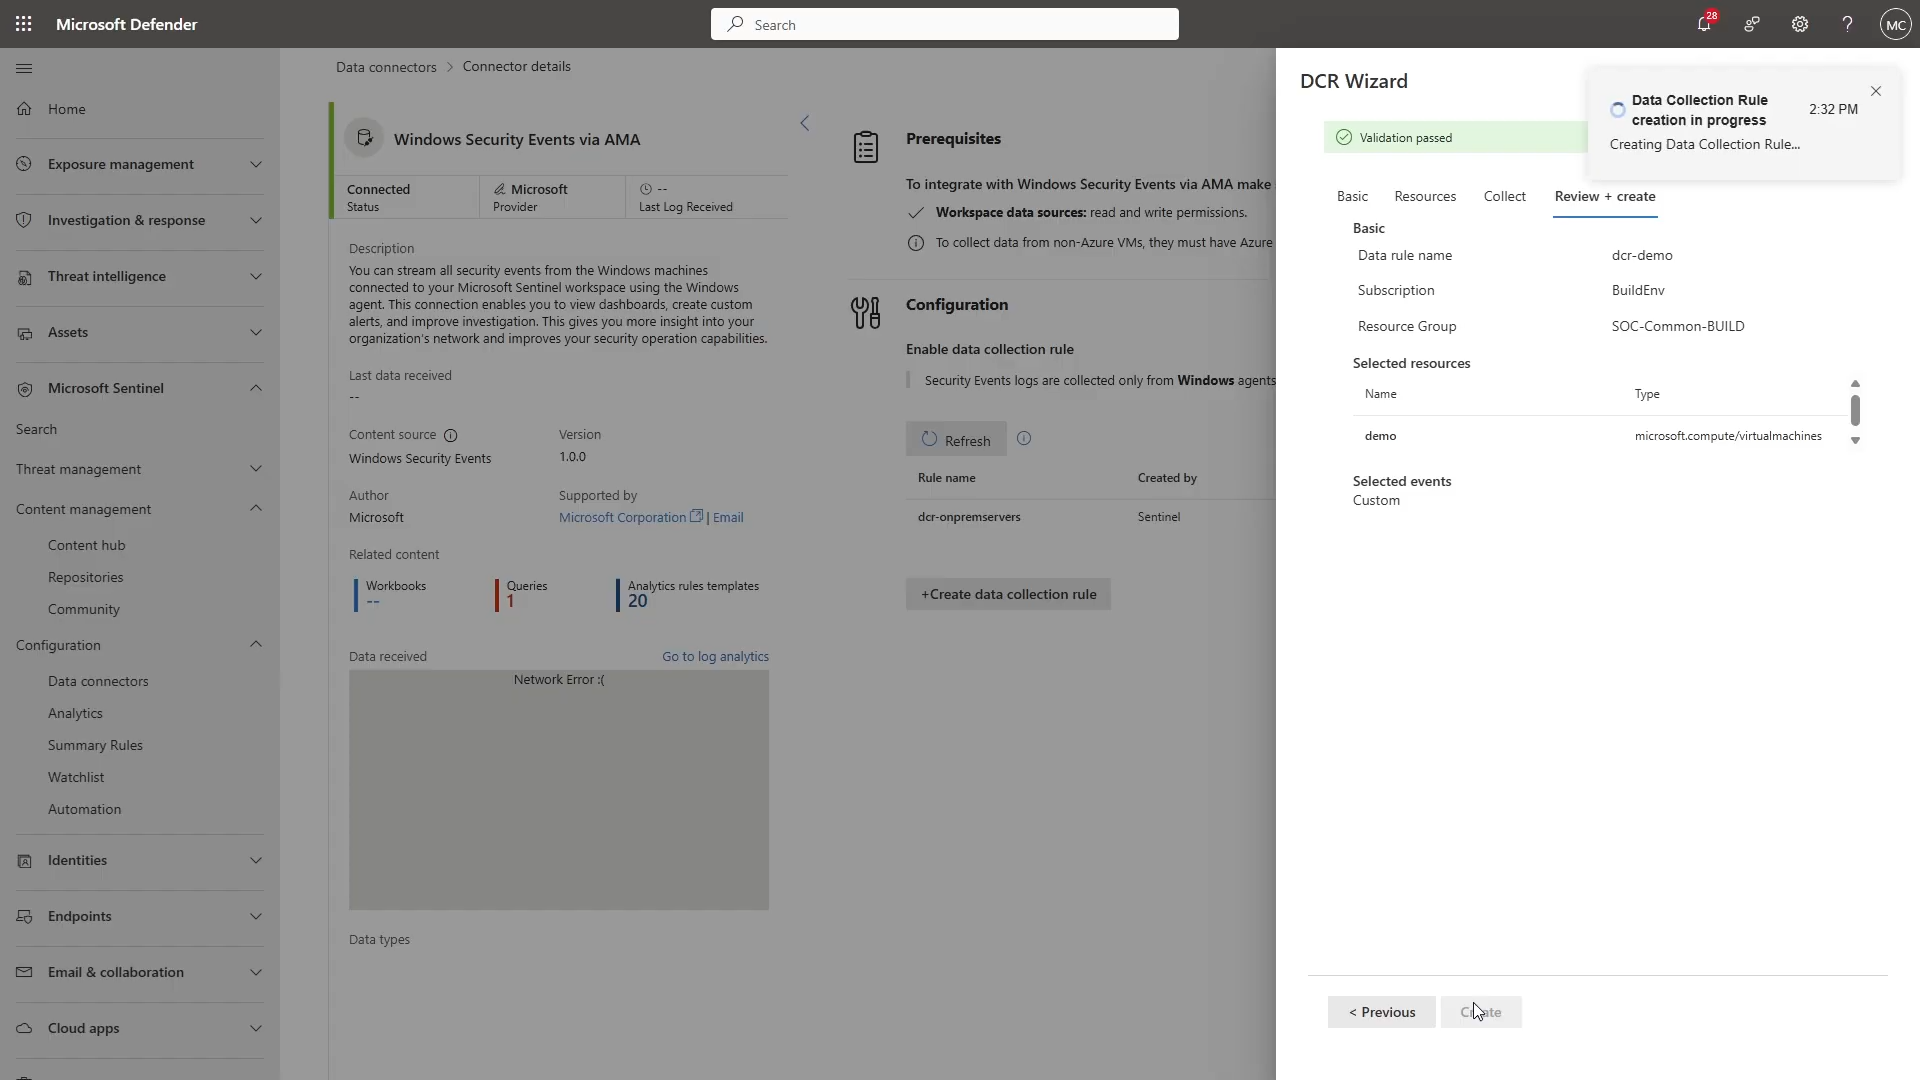 Microsoft Defender
Search
28
MC
Home
Exposure management
Investigation & response
Threat intelligence
Assets
Microsoft Sentinel
Search
Threat management
Content management
Content hub
Repositories
Community
Configuration
Data connectors
Analytics
Summary Rules
Watchlist
Automation
Identities
Endpoints
Email & collaboration
Cloud apps
Data connectors > Connector details
Windows Security Events via AMA
Connected
Status
Microsoft
Provider
--
Last Log Received
Description
You can stream all security events from the Windows machines
connected to your Microsoft Sentinel workspace using the Windows
agent. This connection enables you to view dashboards, create custom
alerts, and improve investigation. This gives you more insight into your
organization's network and improves your security operation capabilities.
Last data received
--
Content source
Windows Security Events
Version
1.0.0
Author
Microsoft
Supported by
Microsoft Corporation | Email
Related content
Workbooks
--
Queries
1
Analytics rules templates
20
Data received
Go to log analytics
Network Error :(
Data types
Prerequisites
To integrate with Windows Security Events via AMA make
Workspace data sources: read and write permissions.
To collect data from non-Azure VMs, they must have Azure
Configuration
Enable data collection rule
Security Events logs are collected only from Windows agents
Refresh
Rule name
Created by
dcr-onpremservers
Sentinel
+Create data collection rule
DCR Wizard
Data Collection Rule
creation in progress
2:32 PM
Creating Data Collection Rule...
Validation passed
Basic
Resources
Collect
Review + create
Basic
Data rule name
dcr-demo
Subscription
BuildEnv
Resource Group
SOC-Common-BUILD
Selected resources
Name
Type
demo
microsoft.compute/virtualmachines
Selected events
Custom
< Previous
Create